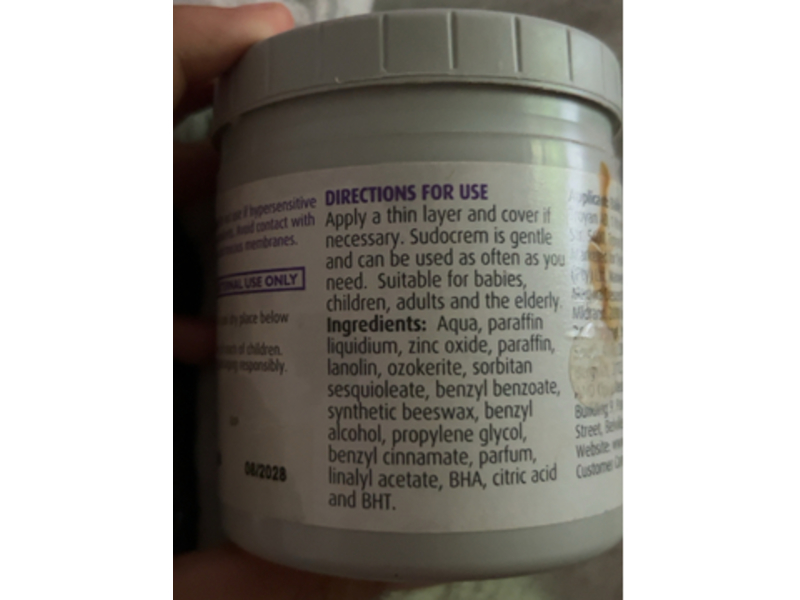 use if hypersensitive
Avoid contact with
membranes.
USE ONLY
dry place below
of children.
responsibly.
08/2028
DIRECTIONS FOR USE
Apply a thin layer and cover if
necessary. Sudocrem is gentle
and can be used as often as you
need. Suitable for babies,
children, adults and the elderly.
Ingredients: Aqua, paraffin
liquidium, zinc oxide, paraffin,
lanolin, ozokerite, sorbitan
sesquioleate, benzyl benzoate,
synthetic beeswax, benzyl
alcohol, propylene glycol,
benzyl cinnamate, parfum,
linalyl acetate, BHA, citric acid
and BHT.
Street,
Website:
Customer